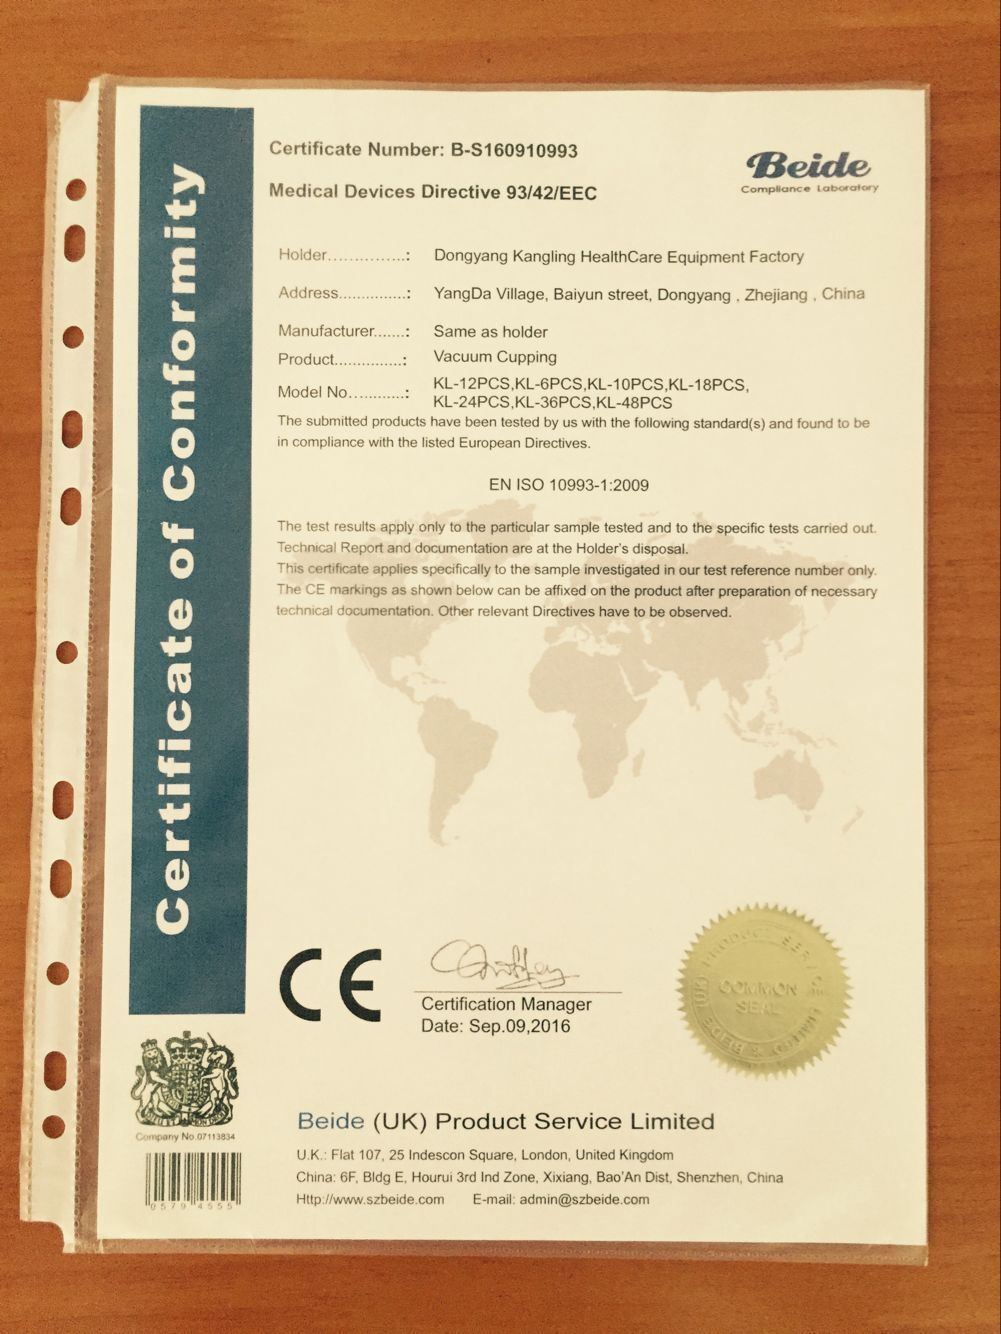 Certificate of Conformity
Certificate Number: B-S160910993
Medical Devices Directive 93/42/EEC
Beide
Compliance Laboratory
Holder...............: Dongyang Kangling HealthCare Equipment Factory
Address..............: YangDa Village, Baiyun street, Dongyang , Zhejiang , China
Manufacturer.......: Same as holder
Product...............: Vacuum Cupping
Model No............: KL-12PCS,KL-6PCS,KL-10PCS,KL-18PCS,
KL-24PCS,KL-36PCS,KL-48PCS
The submitted products have been tested by us with the following standard(s) and found to be
in compliance with the listed European Directives.
EN ISO 10993-1:2009
The test results apply only to the particular sample tested and to the specific tests carried out.
Technical Report and documentation are at the Holder's disposal.
This certificate applies specifically to the sample investigated in our test reference number only.
The CE markings as shown below can be affixed on the product after preparation of necessary
technical documentation. Other relevant Directives have to be observed.
CE
Certification Manager
Date: Sep.09,2016
COMMON
SEAL
Company No.07113834
0579 4555
Beide (UK) Product Service Limited
U.K.: Flat 107, 25 Indescon Square, London, United Kingdom
China: 6F, Bldg E, Hourui 3rd Ind Zone, Xixiang, Bao'An Dist, Shenzhen, China
Http://www.szbeide.com E-mail: admin@szbeide.com